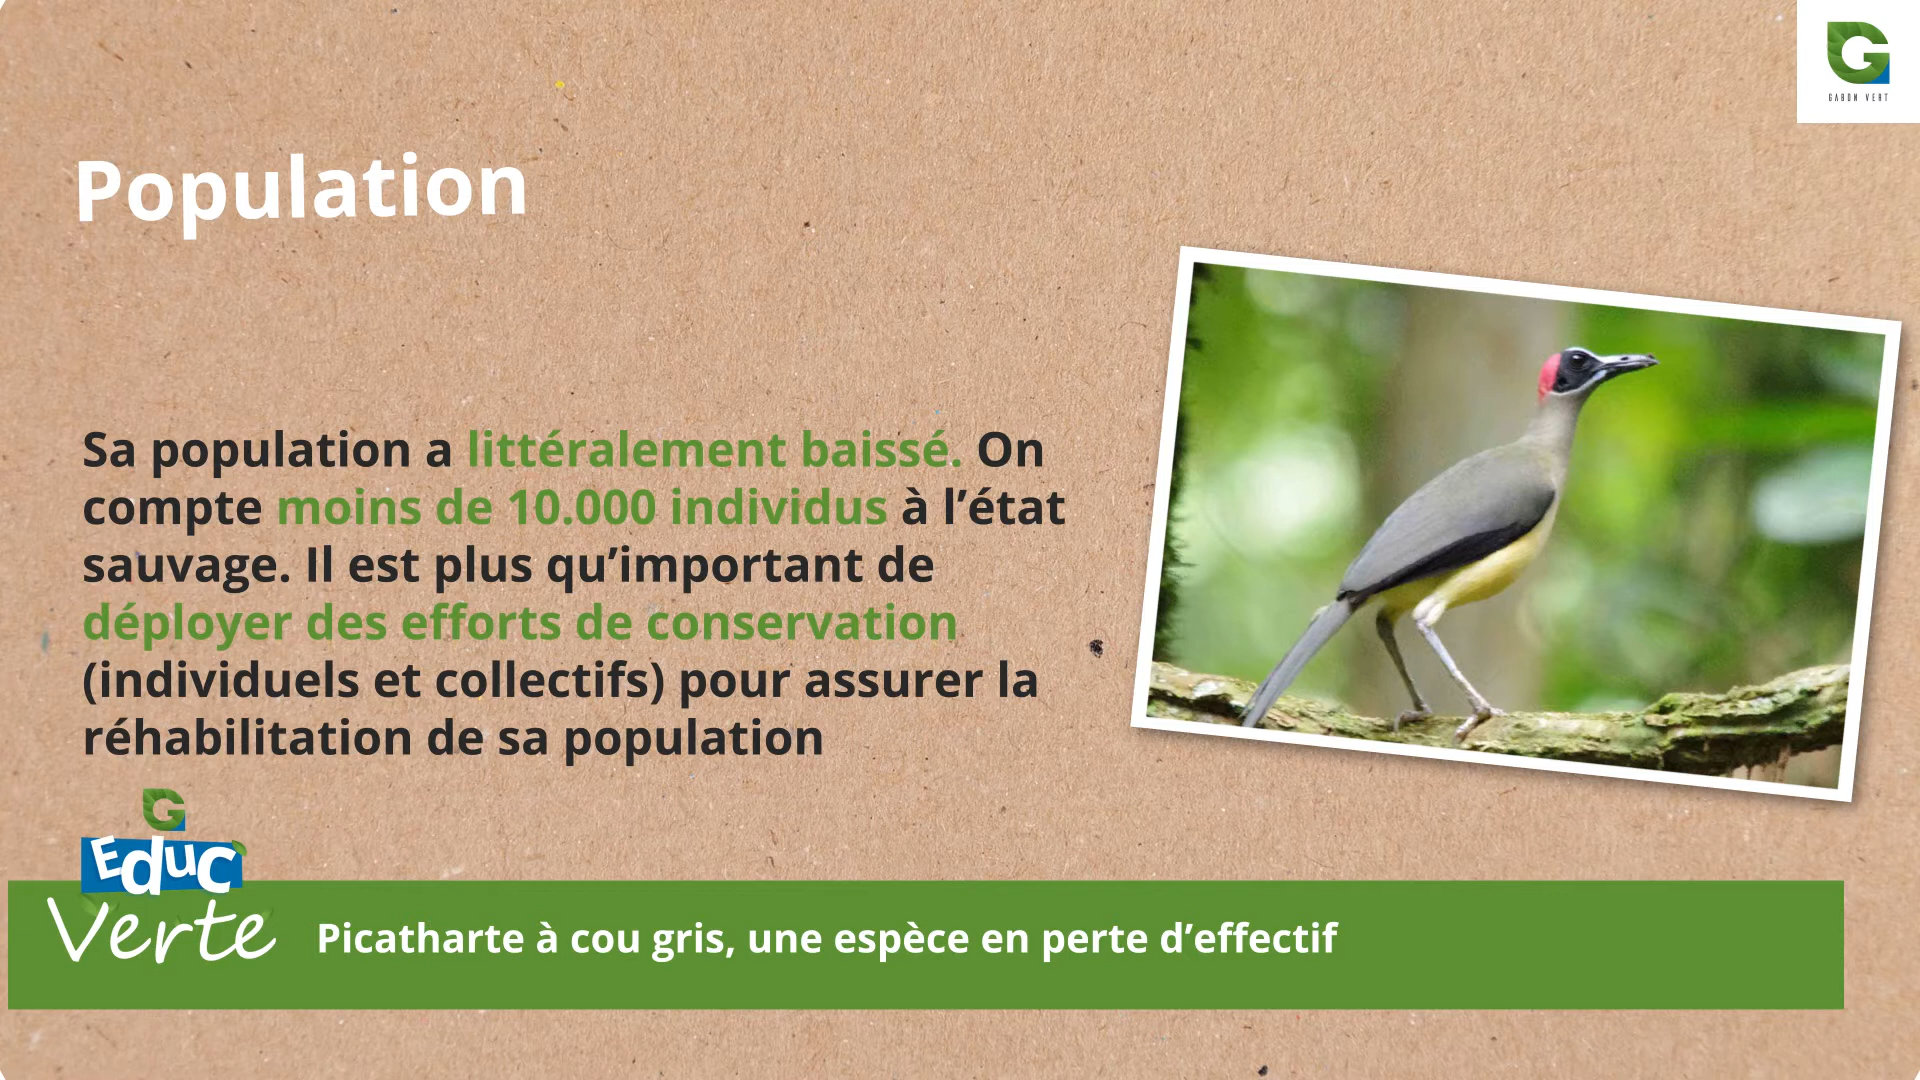 GABON VERT
Population
Sa population a littéralement baissé. On
compte moins de 10.000 individus à l’état
sauvage. Il est plus qu’important de
déployer des efforts de conservation
(individuels et collectifs) pour assurer la
réhabilitation de sa population
Educ
Verte
Picatharte à cou gris, une espèce en perte d’effectif